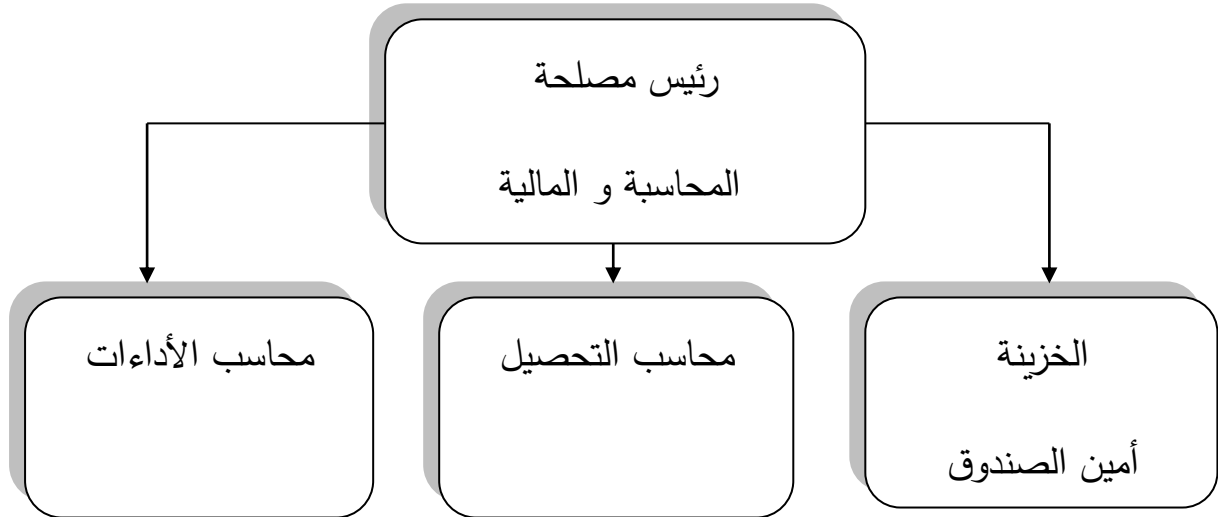 رئيس مصلحة
المحاسبة و المالية
الخزينة
أمين الصندوق
محاسب التحصيل
محاسب الأداءات